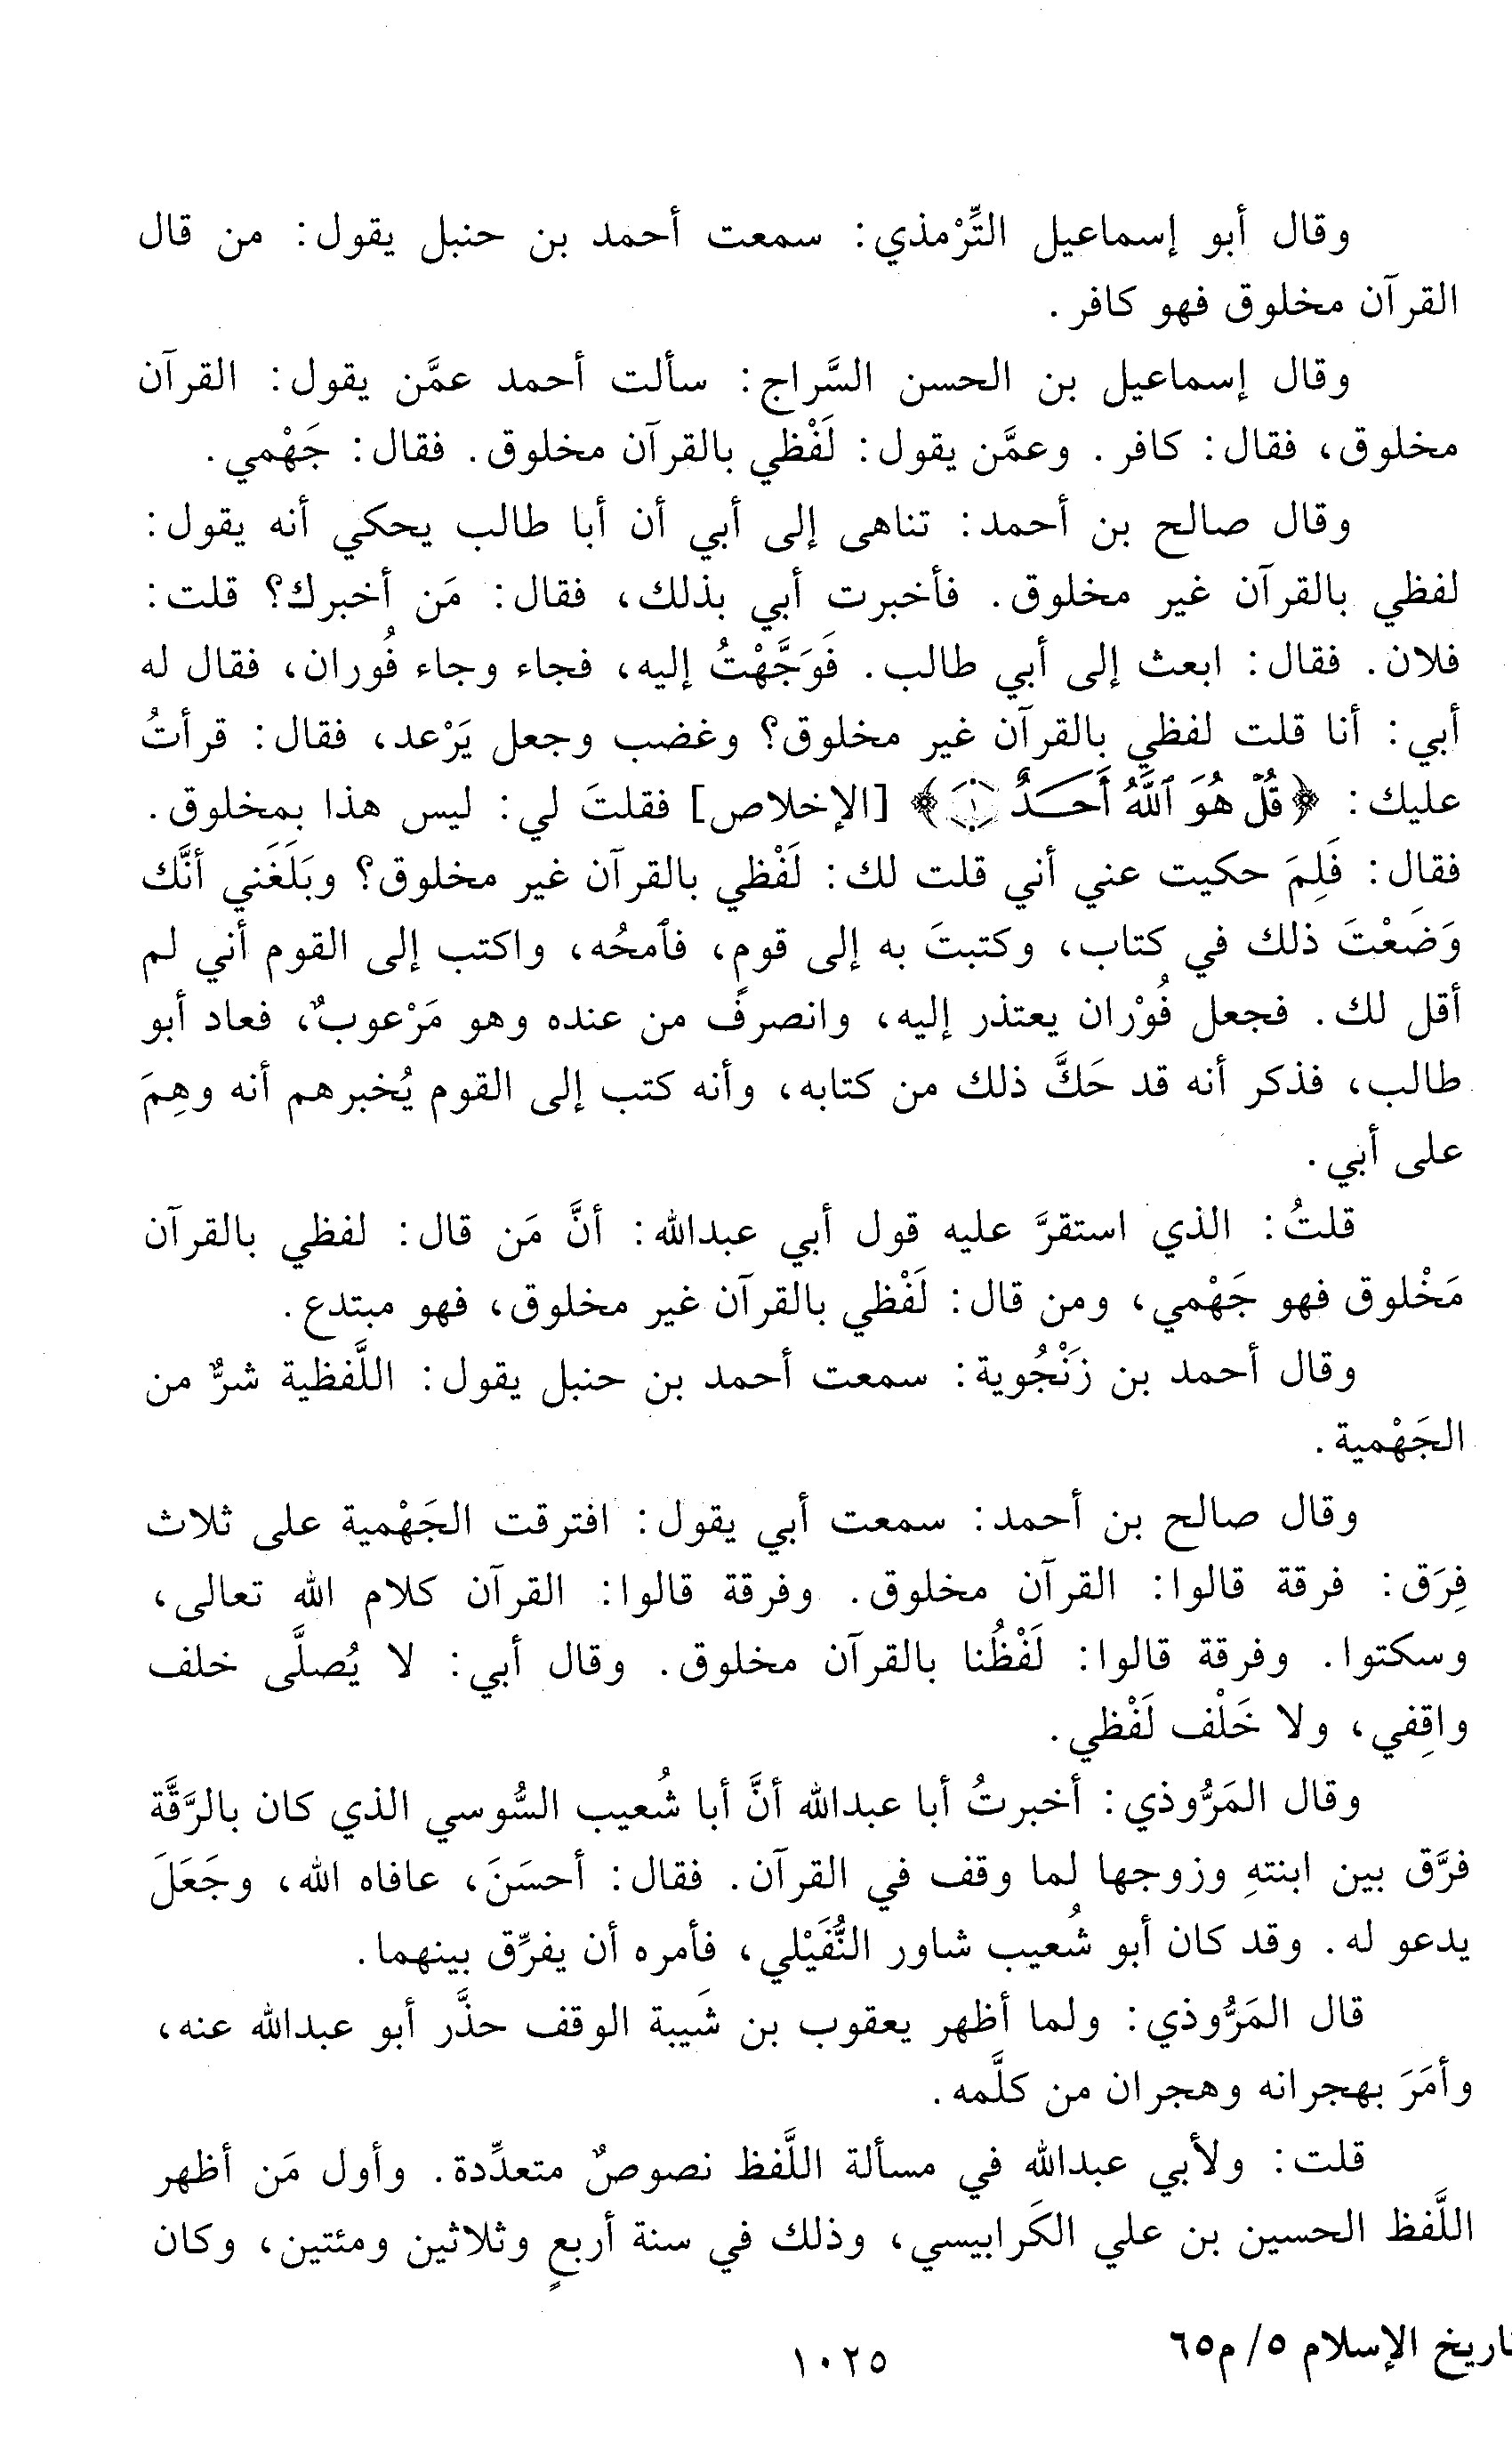 وقال أبو إسماعيل التِّرْمذي: سمعت أحمد بن حنبل يقول: من قال
القرآن مخلوق فهو كافر.
وقال إسماعيل بن الحسن السَّراج: سألت أحمد عمَّن يقول: القرآن
مخلوق، فقال: كافر. وعمَّن يقول: لَفْظي بالقرآن مخلوق. فقال: جَهْمي.
وقال صالح بن أحمد: تناهى إلى أبي أن أبا طالب يحكي أنه يقول:
لفظي بالقرآن غير مخلوق. فأخبرت أبي بذلك، فقال: مَن أخبرك؟ قلت:
فلان. فقال: ابعث إلى أبي طالب. فَوَجَّهْتُ إليه، فجاء وجاء فُوران، فقال له
أبي: أنا قلت لفظي بالقرآن غير مخلوق؟ وغضب وجعل يَرْعد، فقال: قرأتُ
عليك: ﴿قُلْ هُوَ ٱللَّهُ أَحَـدٌ ۝١﴾ [الإخلاص] فقلتَ لي: ليس هذا بمخلوق.
فقال: فَلِمَ حكيت عني أني قلت لك: لَفْظي بالقرآن غير مخلوق؟ وبَلَغَني أنَّك
وَضَعْتَ ذلك في كتاب، وكتبتَ به إلى قوم، فٱمحُه، واكتب إلى القوم أني لم
أقل لك. فجعل فُوْران يعتذر إليه، وانصرفَ من عنده وهو مَرْعوبٌ، فعاد أبو
طالب، فذكر أنه قد حَكَّ ذلك من كتابه، وأنه كتب إلى القوم يُخبرهم أنه وهِمَ
على أبي.
قلتُ: الذي استقرَّ عليه قول أبي عبدالله: أنَّ مَن قال: لفظي بالقرآن
مَخْلوق فهو جَهْمي، ومن قال: لَفْظي بالقرآن غير مخلوق، فهو مبتدع.
وقال أحمد بن زَنْجُوية: سمعت أحمد بن حنبل يقول: اللَّفظية شرٌّ من
الجَهْمية.
وقال صالح بن أحمد: سمعت أبي يقول: افترقت الجَهْمية على ثلاث
فِرَق: فرقة قالوا: القرآن مخلوق. وفرقة قالوا: القرآن كلام الله تعالى،
وسكتوا. وفرقة قالوا: لَفْظُنا بالقرآن مخلوق. وقال أبي: لا يُصلَّى خلف
واقِفي، ولا خَلْف لَفْظي.
وقال المَرُّوذي: أخبرتُ أبا عبدالله أنَّ أبا شُعيب السُّوسي الذي كان بالرَّقَّة
فرَّق بين ابنتهِ وزوجها لما وقف في القرآن. فقال: أحسَنَ، عافاه الله، وجَعَلَ
يدعو له. وقد كان أبو شُعيب شاور النُّفَيْلي، فأمره أن يفرِّق بينهما.
قال المَرُّوذي: ولما أظهر يعقوب بن شَيبة الوقف حذَّر أبو عبدالله عنه،
وأمَرَ بهجرانه وهجران من كلَّمه.
قلت: ولأبي عبدالله في مسألة اللَّفظ نصوصٌ متعدِّدة. وأول مَن أظهر
اللَّفظ الحسين بن علي الكَرابيسي، وذلك في سنة أربعٍ وثلاثين ومئتين، وكان
اريخ الإسلام ٥/ م٦٥
١٠٢٥